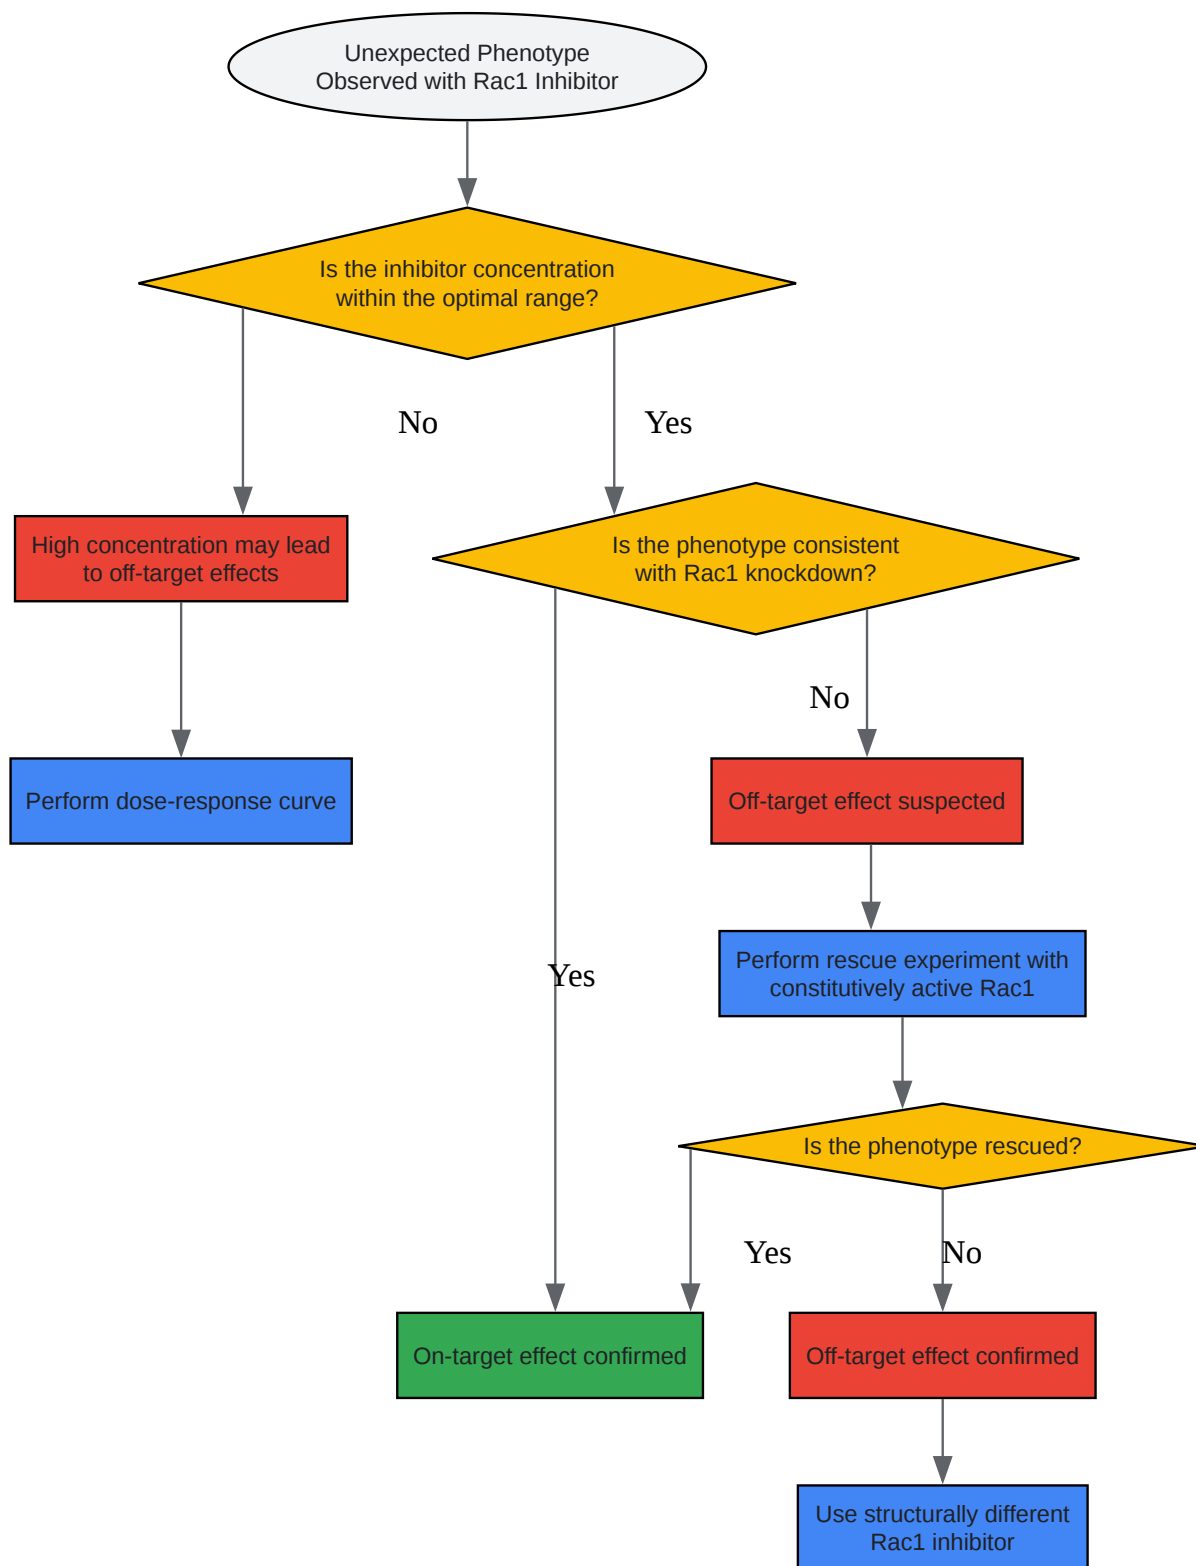 Unexpected Phenotype
Observed with Rac1 Inhibitor
Is the inhibitor concentration
within the optimal range?
No
Yes
High concentration may lead
to off-target effects
Is the phenotype consistent
with Rac1 knockdown?
No
Perform dose-response curve
Off-target effect suspected
Perform rescue experiment with
constitutively active Rac1
Yes
Is the phenotype rescued?
Yes
No
On-target effect confirmed
Off-target effect confirmed
Use structurally different
Rac1 inhibitor